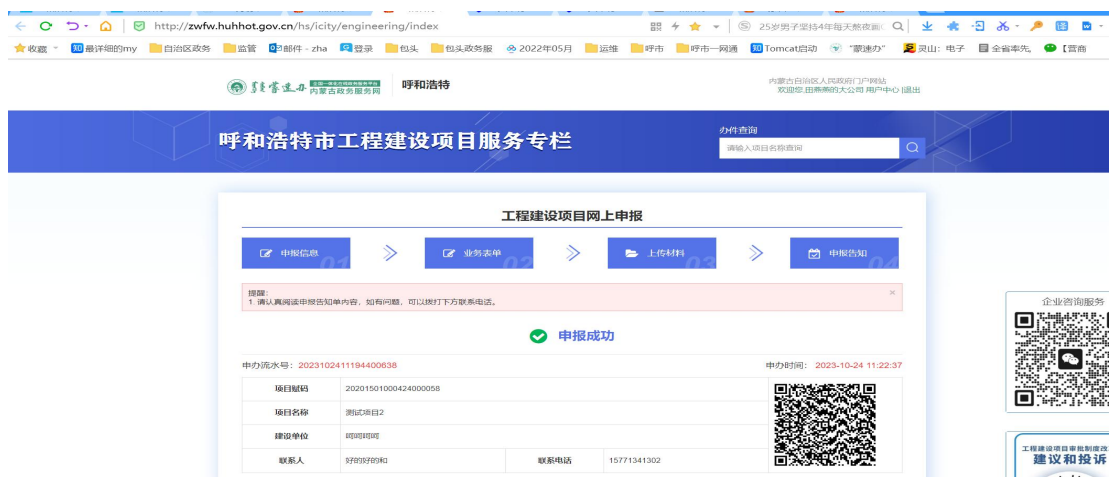 http://zwfw.huhhot.gov.cn/hs/icity/engineering/index
25岁男子坚持4年每天熬夜画
收藏 最详细的my 自治区政务 监管 邮件 - zha 登录 包头 包头政务服 2022年05月 运维 呼市 呼市一网通 Tomcat启动 "蒙速办" 灵山：电子 全省率先, 【营商
内蒙古政务服务网
呼和浩特
内蒙古自治区人民政府门户网站
欢迎您,田燕燕的大公司 用户中心 |退出
呼和浩特市工程建设项目服务专栏
办件查询
请输入项目名称查询
工程建设项目网上申报
申报信息 01
业务表单 02
上传材料 03
申报告知 04
提醒:
1. 请认真阅读申报告知单内容，如有问题，可以拨打下方联系电话。
×
申报成功
申办流水号：2023102411194400638
申办时间： 2023-10-24 11:22:37
项目赋码 20201501000424000058
项目名称 测试项目2
建设单位 呵呵呵呵
联系人 好的好的和 联系电话 15771341302
企业咨询服务
工程建设项目审批制度改
建议和投诉